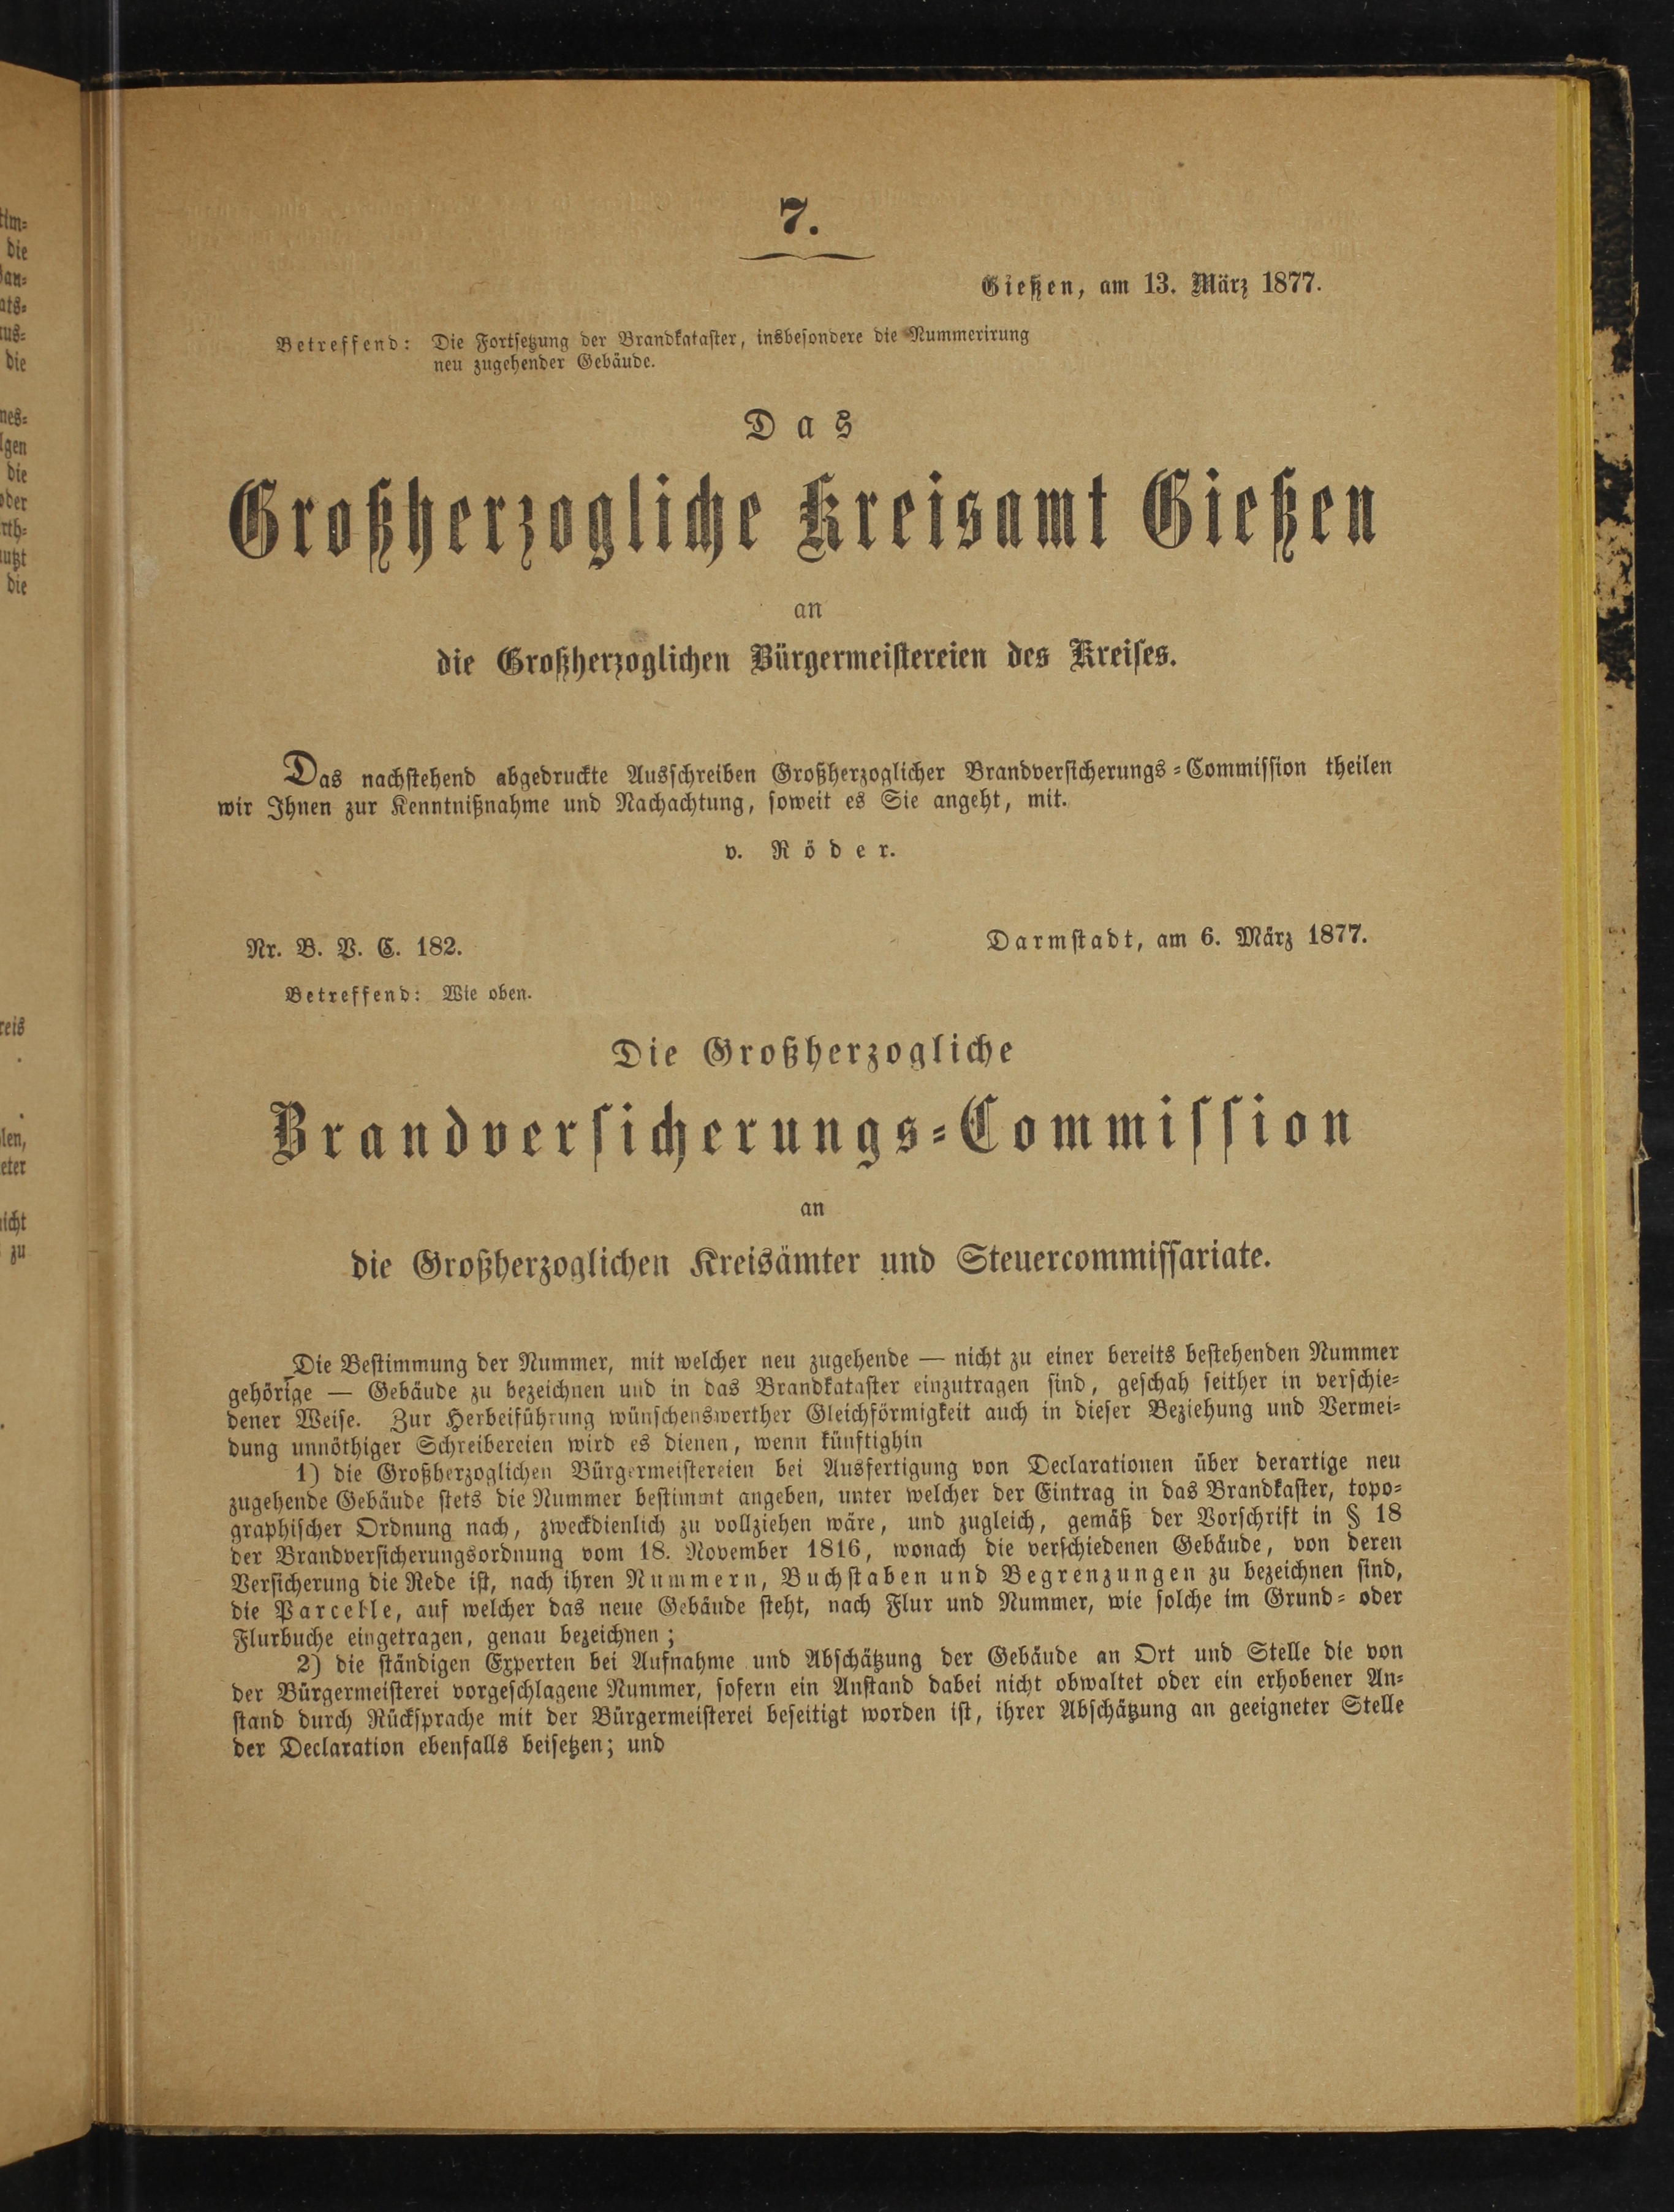 7.
Gießen, am 13. März 1877.
Betreffend: Die Fortsetzung der Brandkataster, insbesondere die Nummerirung
neu zugehender Gebäude.
Das
Großherzogliche Kreisamt Gießen
an
die Großherzoglichen Bürgermeistereien des Kreises.
Das nachstehend abgedruckte Ausschreiben Großherzoglicher Brandversicherungs-Commission theilen
wir Ihnen zur Kenntnißnahme und Nachachtung, soweit es Sie angeht, mit.
v. Röder.
Nr. B. V. C. 182.
Darmstadt, am 6. März 1877.
Betreffend: Wie oben.
Die Großherzogliche
Brandversicherungs-Commission
an
die Großherzoglichen Kreisämter und Steuercommissariate.
Die Bestimmung der Nummer, mit welcher neu zugehende — nicht zu einer bereits bestehenden Nummer
gehörige — Gebäude zu bezeichnen und in das Brandkataster einzutragen sind, geschah seither in verschie-
dener Weise. Zur Herbeiführung wünschenswerther Gleichförmigkeit auch in dieser Beziehung und Vermei-
dung unnöthiger Schreibereien wird es dienen, wenn künftighin
1) die Großherzoglichen Bürgermeistereien bei Ausfertigung von Declarationen über derartige neu
zugehende Gebäude stets die Nummer bestimmt angeben, unter welcher der Eintrag in das Brandkaster, topo-
graphischer Ordnung nach, zweckdienlich zu vollziehen wäre, und zugleich, gemäß der Vorschrift in § 18
der Brandversicherungsordnung vom 18. November 1816, wonach die verschiedenen Gebäude, von deren
Versicherung die Rede ist, nach ihren Nummern, Buchstaben und Begrenzungen zu bezeichnen sind,
die Parcelle, auf welcher das neue Gebäude steht, nach Flur und Nummer, wie solche im Grund- oder
Flurbuche eingetragen, genau bezeichnen;
2) die ständigen Experten bei Aufnahme und Abschätzung der Gebäude an Ort und Stelle die von
der Bürgermeisterei vorgeschlagene Nummer, sofern ein Anstand dabei nicht obwaltet oder ein erhobener An-
stand durch Rücksprache mit der Bürgermeisterei beseitigt worden ist, ihrer Abschätzung an geeigneter Stelle
der Declaration ebenfalls beisetzen; und